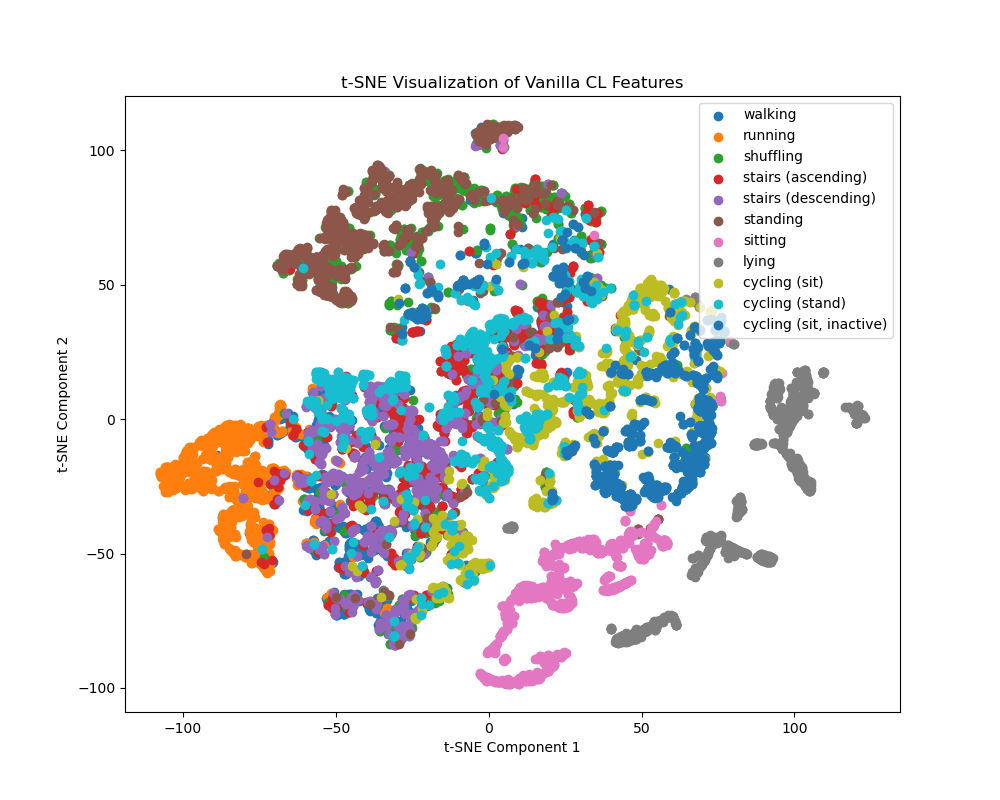 t-SNE Visualization of Vanilla CL Features
walking
running
shuffling
stairs (ascending)
stairs (descending)
standing
sitting
lying
cycling (sit)
cycling (stand)
cycling (sit, inactive)
100
50
0
−50
−100
t-SNE Component 2
−100
−50
0
50
100
t-SNE Component 1